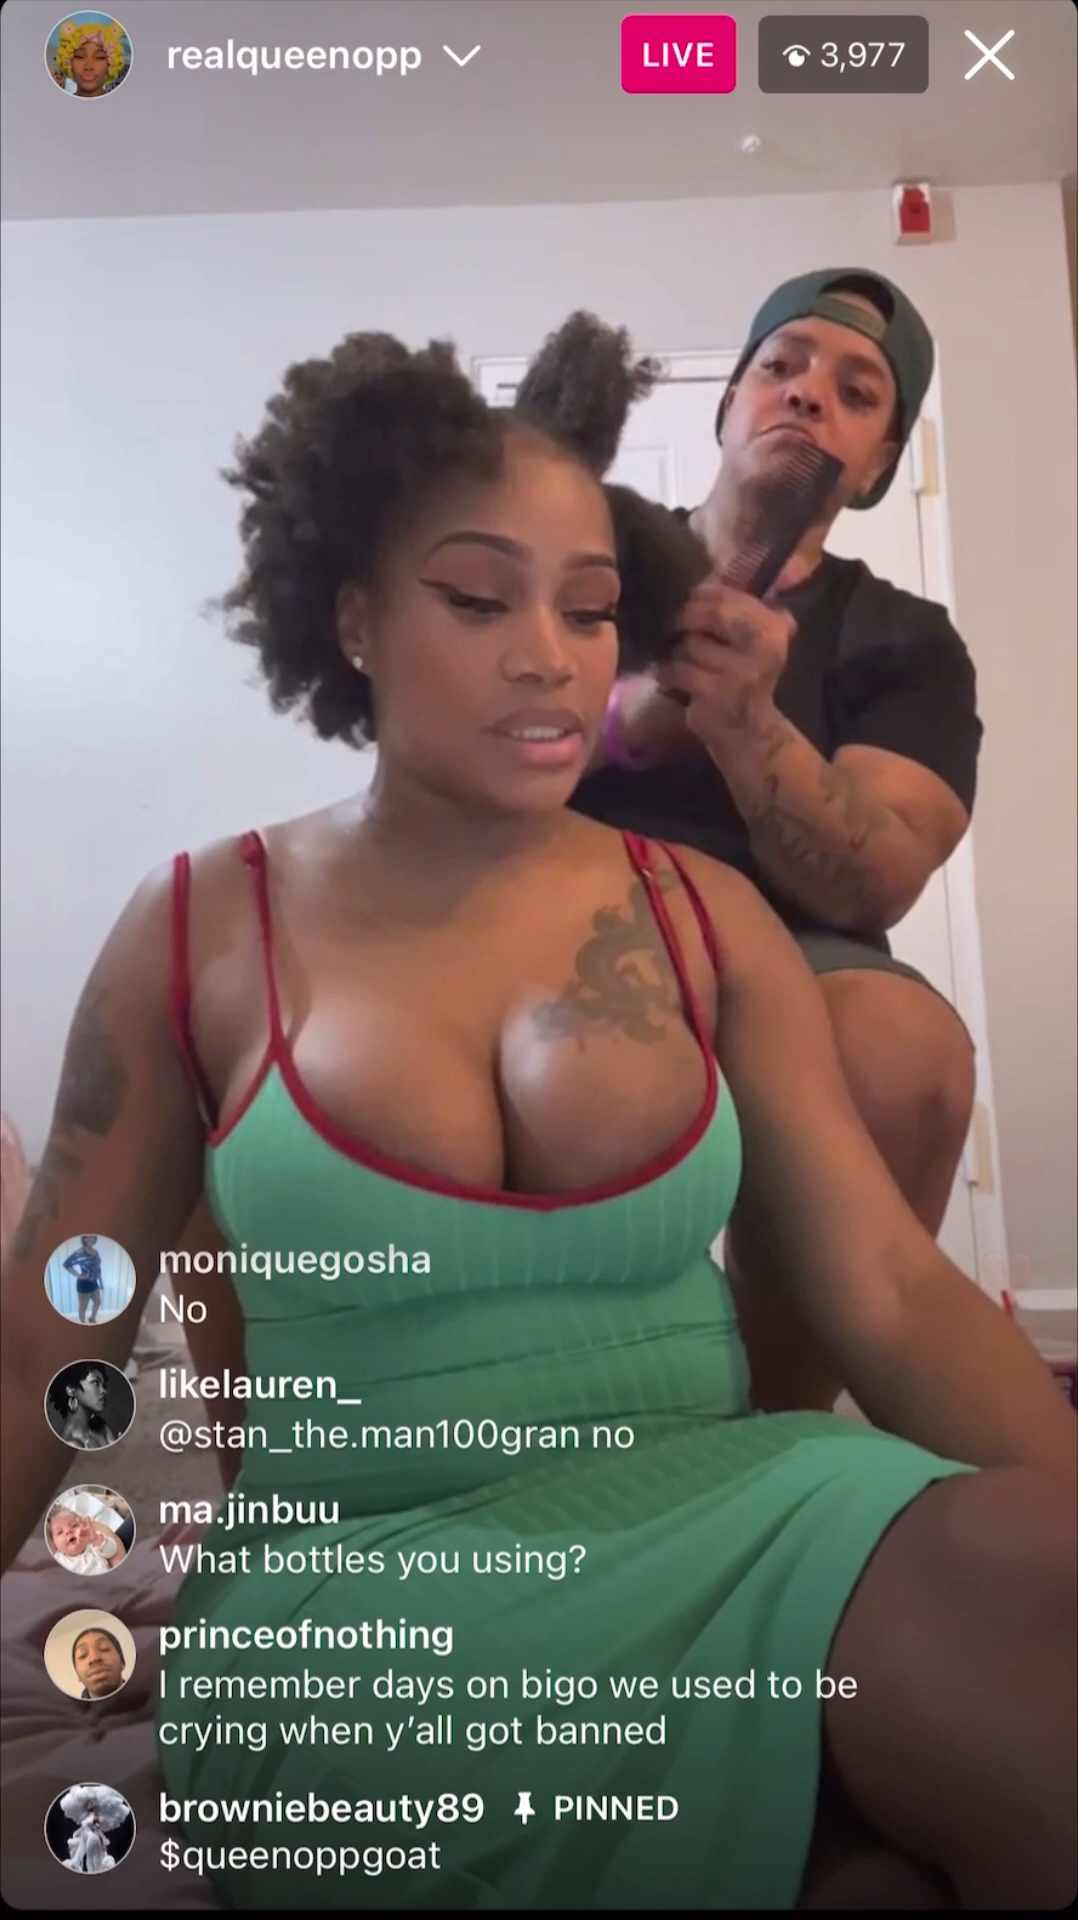 realqueenopp
LIVE
3,977
moniquegosha
No
likelauren_
@stan_the.man100gran no
ma.jinbuu
What bottles you using?
princeofnothing
I remember days on bigo we used to be
crying when y’all got banned
browniebeauty89 PINNED
$queenoppgoat